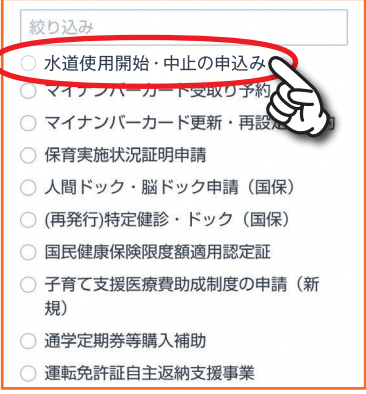 絞り込み
水道使用開始・中止の申込み
マイナンバーカード受取り予約
マイナンバーカード更新・再設
保育実施状況証明申請
人間ドック・脳ドック申請（国保）
(再発行)特定健診・ドック（国保）
国民健康保険限度額適用認定証
子育て支援医療費助成制度の申請（新
規）
通学定期券等購入補助
運転免許証自主返納支援事業